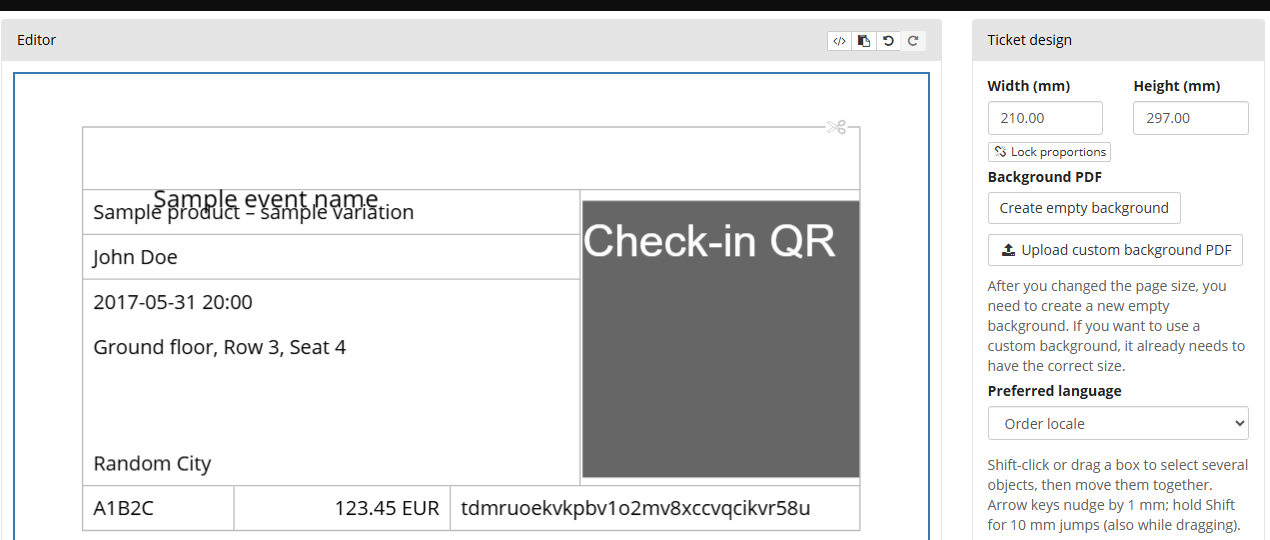 Editor
Ticket design
Width (mm) Height (mm)
210.00 297.00
Lock proportions
Background PDF
Create empty background
Upload custom background PDF
After you changed the page size, you
need to create a new empty
background. If you want to use a
custom background, it already needs to
have the correct size.
Preferred language
Order locale
Shift-click or drag a box to select several
objects, then move them together.
Arrow keys nudge by 1 mm; hold Shift
for 10 mm jumps (also while dragging).
Sample event name
Sample product – sample variation
John Doe
2017-05-31 20:00
Ground floor, Row 3, Seat 4
Random City
A1B2C 123.45 EUR tdmruoekvkpbv1o2mv8xccvqcikvr58u
Check-in QR